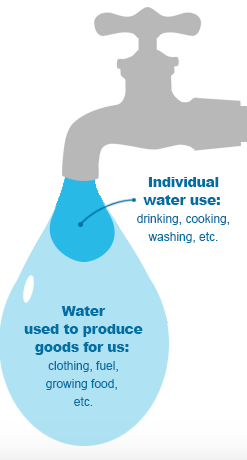 Individual
water use:
drinking, cooking,
washing, etc.
Water
used to produce
goods for us:
clothing, fuel,
growing food,
etc.